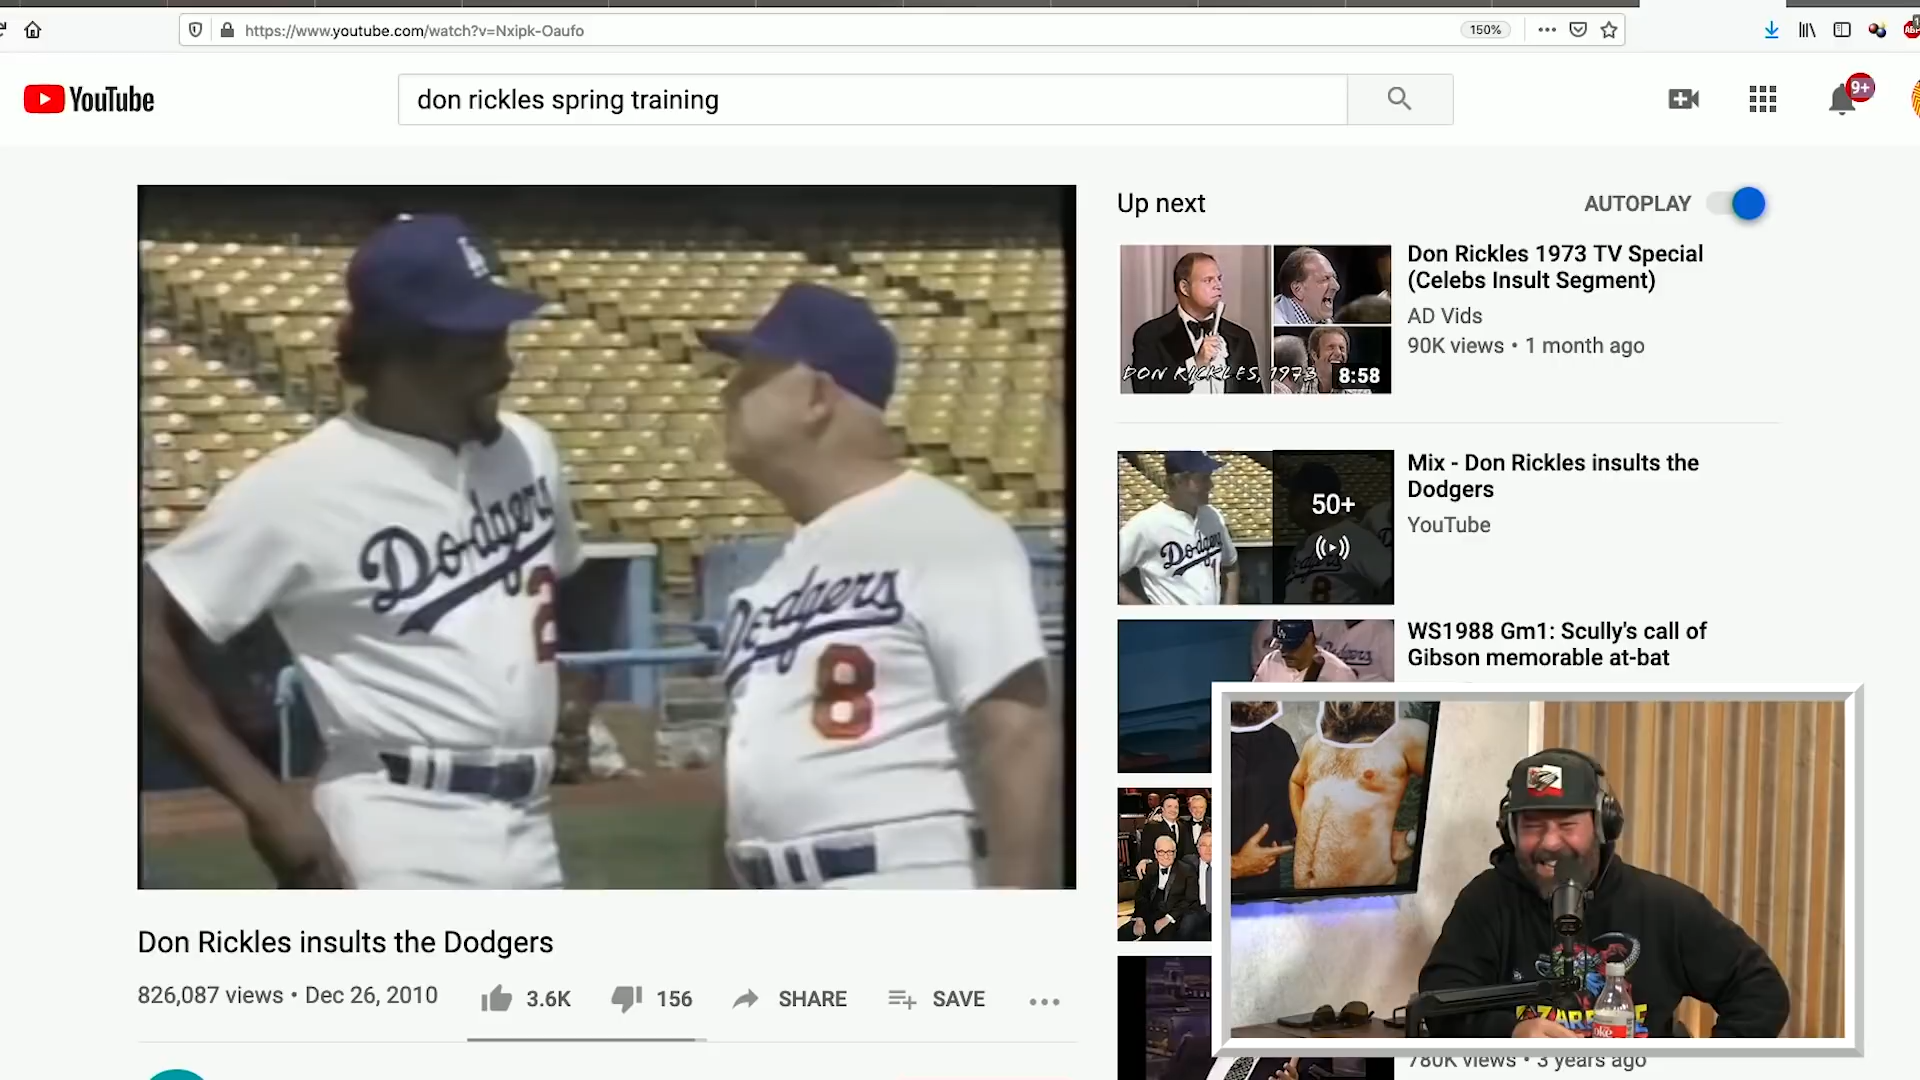 https://www.youtube.com/watch?v=Nxipk-Oaufo
150%
YouTube
don rickles spring training
9+
Up next
AUTOPLAY
LA
Dodgers
2
Dodgers
8
DON RICKLES, 1973
8:58
Don Rickles 1973 TV Special
(Celebs Insult Segment)
AD Vids
90K views • 1 month ago
Dodgers
50+
8
Mix - Don Rickles insults the
Dodgers
YouTube
WS1988 Gm1: Scully's call of
Gibson memorable at-bat
Don Rickles insults the Dodgers
826,087 views • Dec 26, 2010
3.6K
156
SHARE
SAVE
780K views • 3 years ago